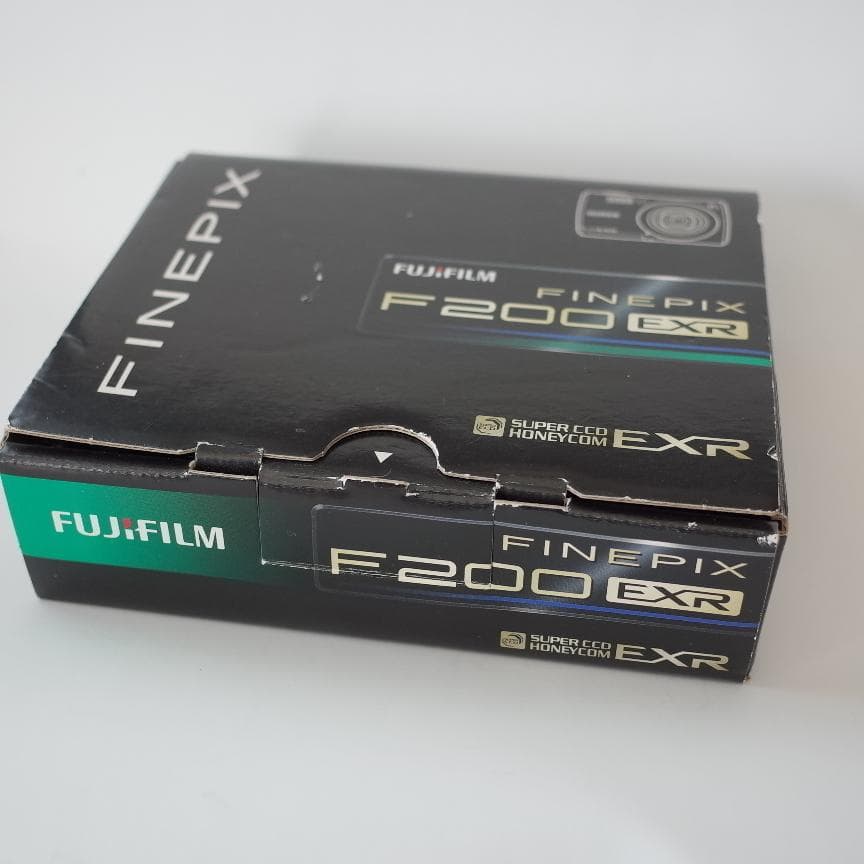 FINEPIX
FUJIFILM
FINEPIX
F200 EXR
SUPER CCD
HONEYCOM EXR
FUJIFILM
FINEPIX
F200 EXR
SUPER CCD
HONEYCOM EXR